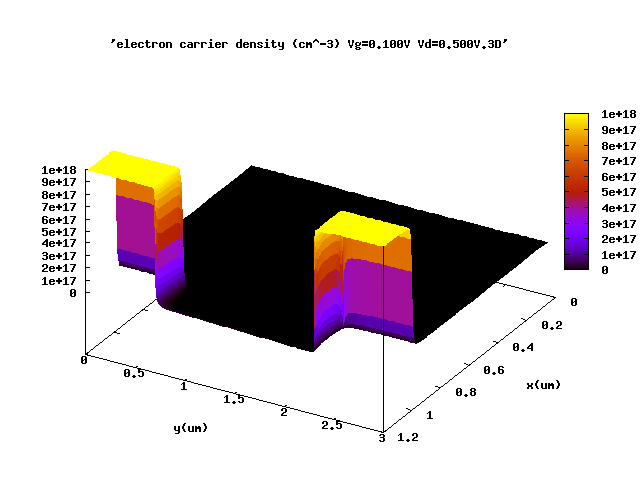 'electron carrier density (cm^-3) Vg=0.100V Vd=0.500V.3D'
1e+18
9e+17
8e+17
7e+17
6e+17
5e+17
4e+17
3e+17
2e+17
1e+17
0
1e+18
9e+17
8e+17
7e+17
6e+17
5e+17
4e+17
3e+17
2e+17
1e+17
0
0
0.5
1
1.5
2
2.5
3
y(um)
0
0.2
0.4
0.6
0.8
1
1.2
x(um)